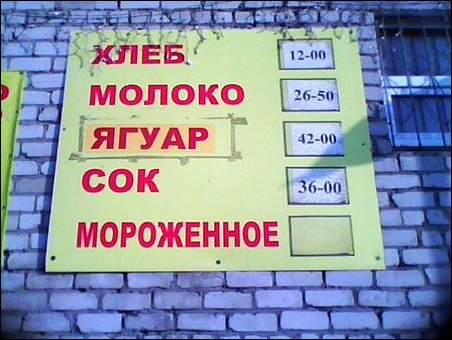 ХЛЕБ 12-00
МОЛОКО 26-50
ЯГУАР 42-00
СОК 36-00
МОРОЖЕННОЕ